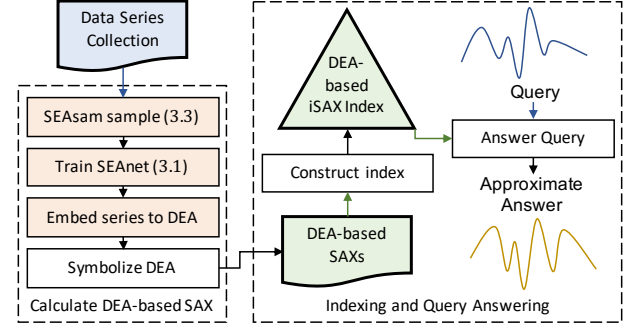 Data Series
Collection
SEAsam sample (3.3)
Train SEAnet (3.1)
Embed series to DEA
Symbolize DEA
Calculate DEA-based SAX
DEA-
based
iSAX Index
Construct index
DEA-based
SAXs
Query
Answer Query
Approximate
Answer
Indexing and Query Answering